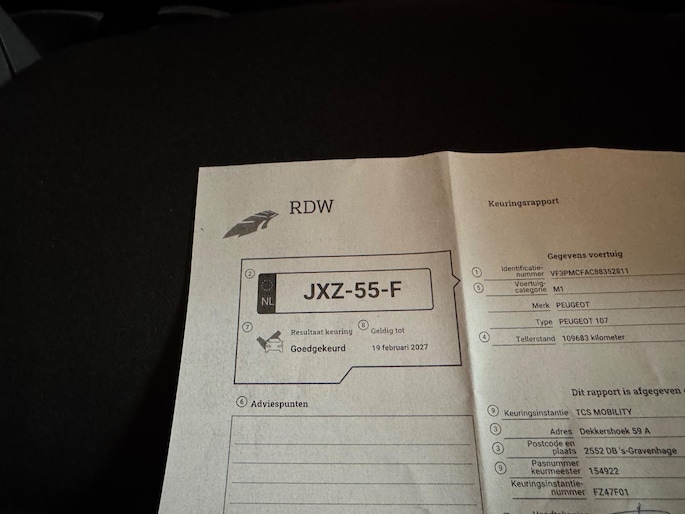 RDW
Keuringsrapport
2
NL
JXZ-55-F
7 Resultaat keuring
Goedgekeurd
8 Geldig tot
19 februari 2027
6 Adviespunten
Gegevens voertuig
1 Identificatie-
nummer VF3PMCFAC88352811
5 Voertuig-
categorie M1
Merk PEUGEOT
Type PEUGEOT 107
4 Tellerstand 109683 kilometer
Dit rapport is afgegeven
9 Keuringsinstantie TCS MOBILITY
3 Adres Dekkershoek 59 A
3 Postcode en
plaats 2552 DB 's-Gravenhage
9 Pasnummer
keurmeester 154922
Keuringsinstantie-
nummer FZ47F01